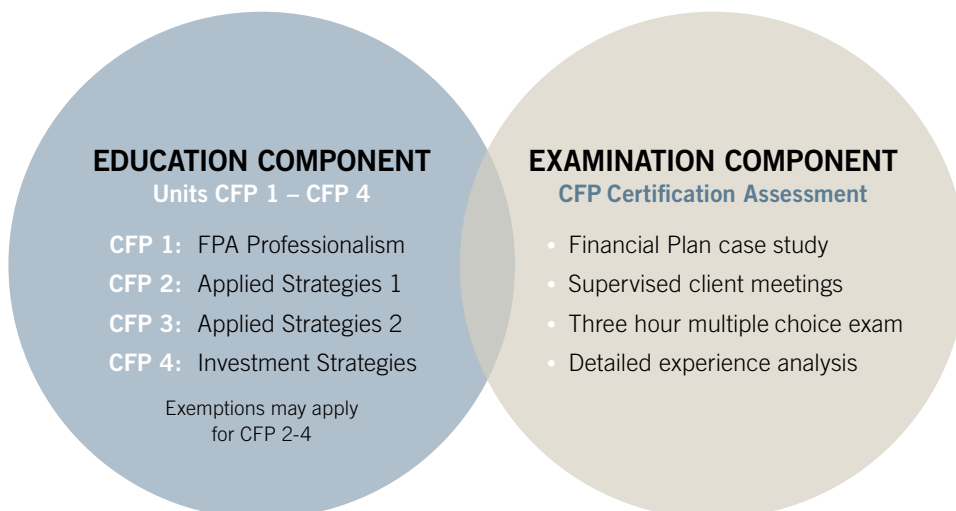 EDUCATION COMPONENT
Units CFP 1 – CFP 4
CFP 1: FPA Professionalism
CFP 2: Applied Strategies 1
CFP 3: Applied Strategies 2
CFP 4: Investment Strategies
Exemptions may apply
for CFP 2-4
EXAMINATION COMPONENT
CFP Certification Assessment
• Financial Plan case study
• Supervised client meetings
• Three hour multiple choice exam
• Detailed experience analysis